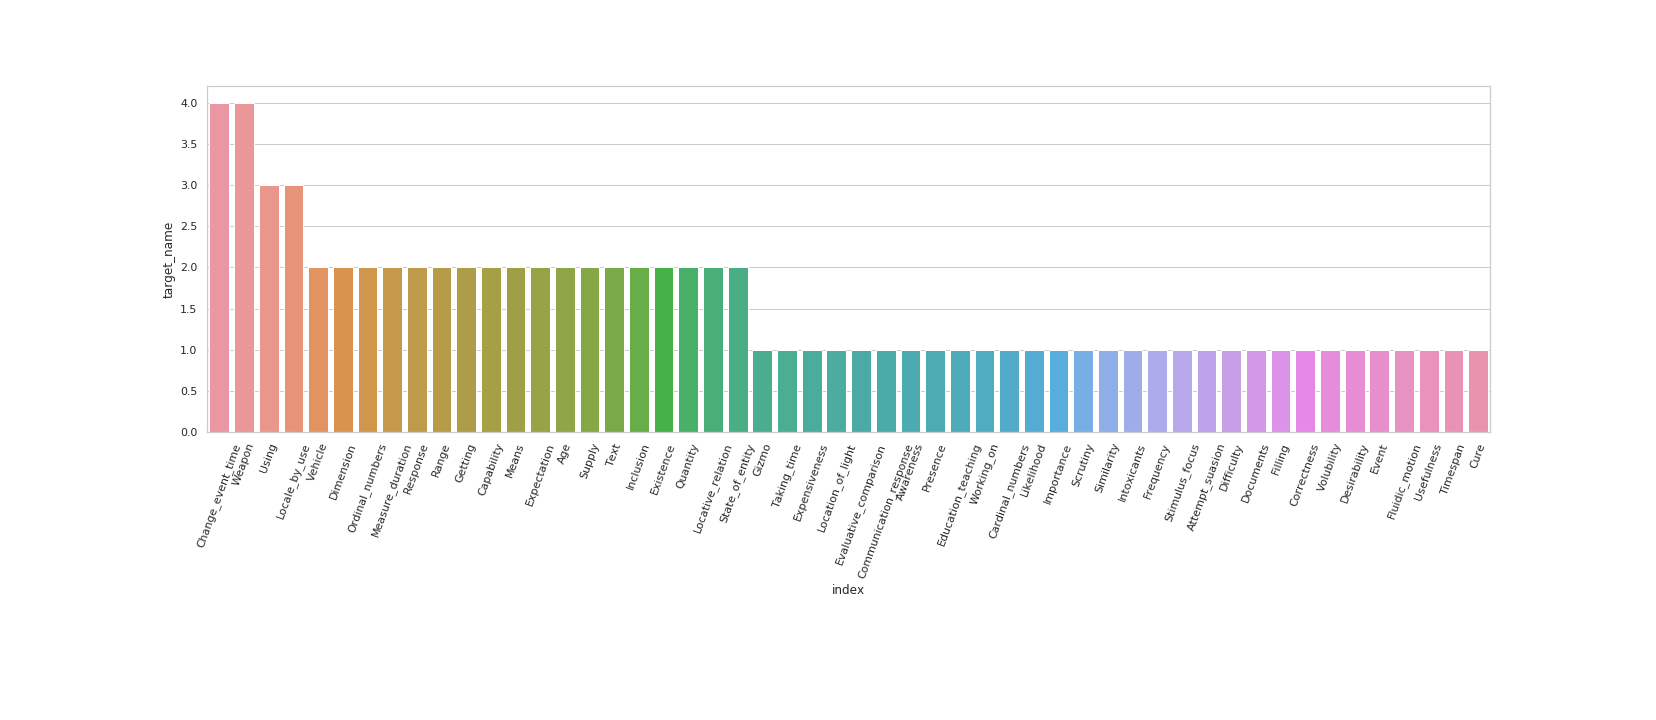 4.0
3.5
3.0
2.5
2.0
1.5
1.0
0.5
0.0
target_name
Change_event_time
Weapon
Using
Locale_by_use
Vehicle
Dimension
Ordinal_numbers
Measure_duration
Response
Range
Getting
Capability
Means
Expectation
Age
Supply
Text
Inclusion
Existence
Quantity
Locative_relation
State_of_entity
Gizmo
Taking_time
Expensiveness
Location_of_light
Evaluative_comparison
Communication_response
Awareness
Presence
Education_teaching
Working_on
Cardinal_numbers
Likelihood
Importance
Scrutiny
Similarity
Intoxicants
Frequency
Stimulus_focus
Attempt_suasion
Difficulty
Documents
Filling
Correctness
Volubility
Desirability
Event
Fluidic_motion
Usefulness
Timespan
Cure
index